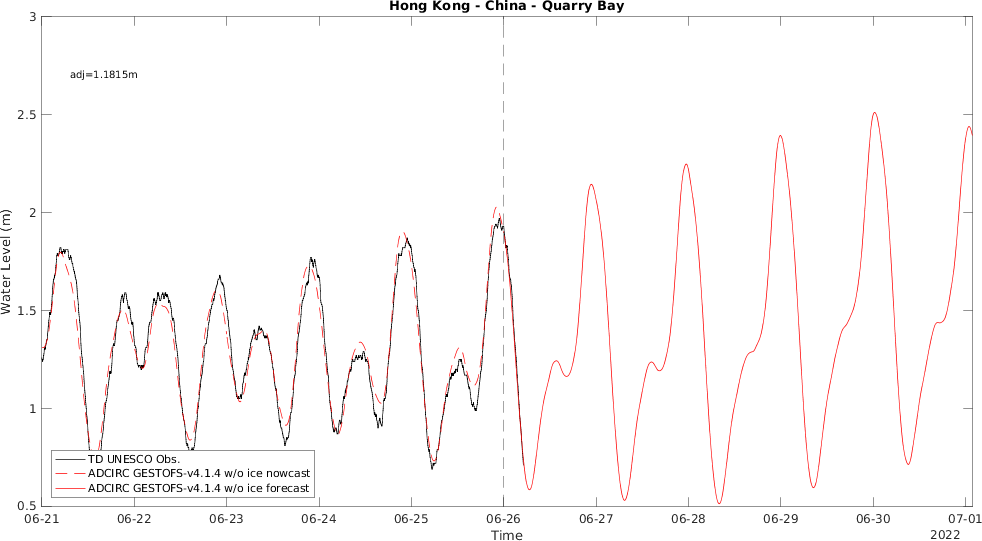 Hong Kong - China - Quarry Bay
3
adj=1.1815m
2.5
2
Water Level (m)
1.5
1
TD UNESCO Obs.
ADCIRC GESTOFS-v4.1.4 w/o ice nowcast
ADCIRC GESTOFS-v4.1.4 w/o ice forecast
0.5
06-21 06-22 06-23 06-24 06-25 06-26 06-27 06-28 06-29 06-30 07-01
Time
2022